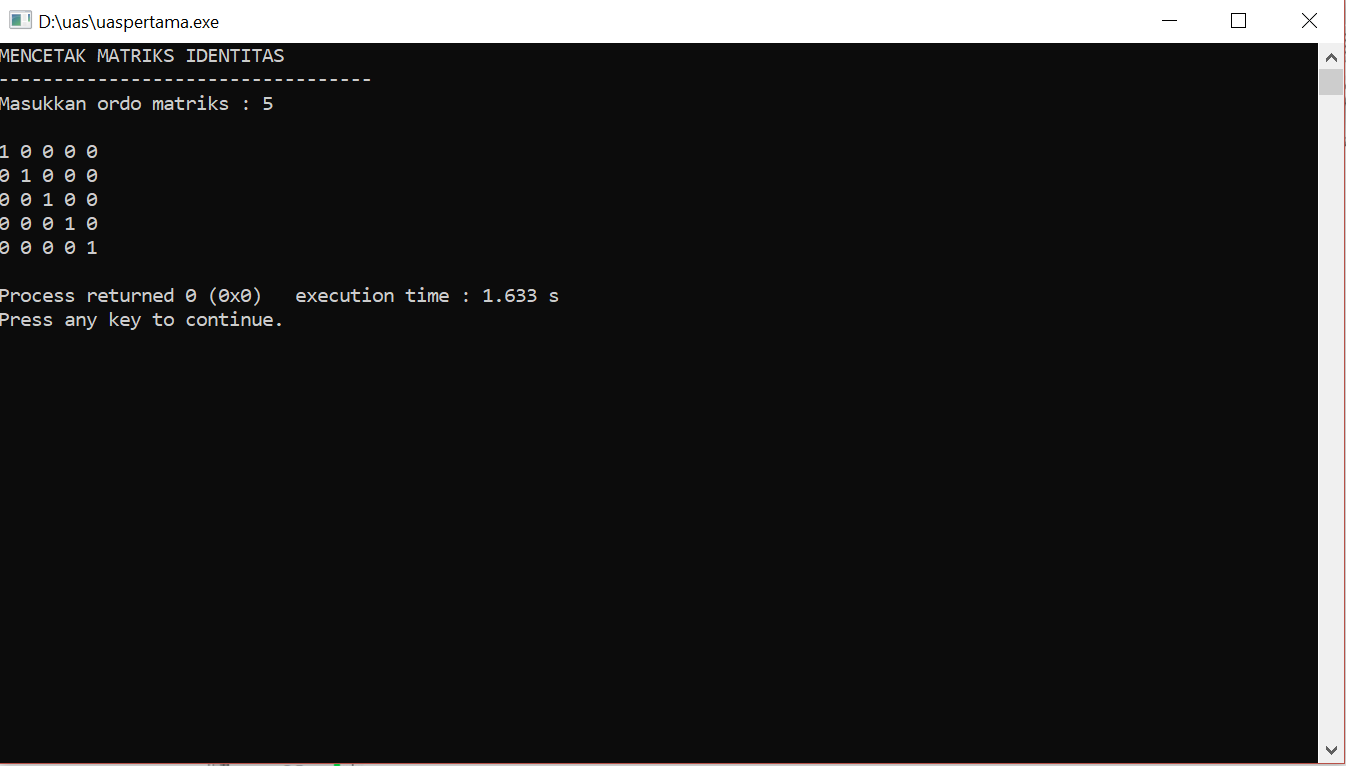 D:\uas\uaspertama.exe
MENCETAK MATRIKS IDENTITAS
----------------------------------
Masukkan ordo matriks : 5
1 0 0 0 0
0 1 0 0 0
0 0 1 0 0
0 0 0 1 0
0 0 0 0 1
Process returned 0 (0x0)   execution time : 1.633 s
Press any key to continue.